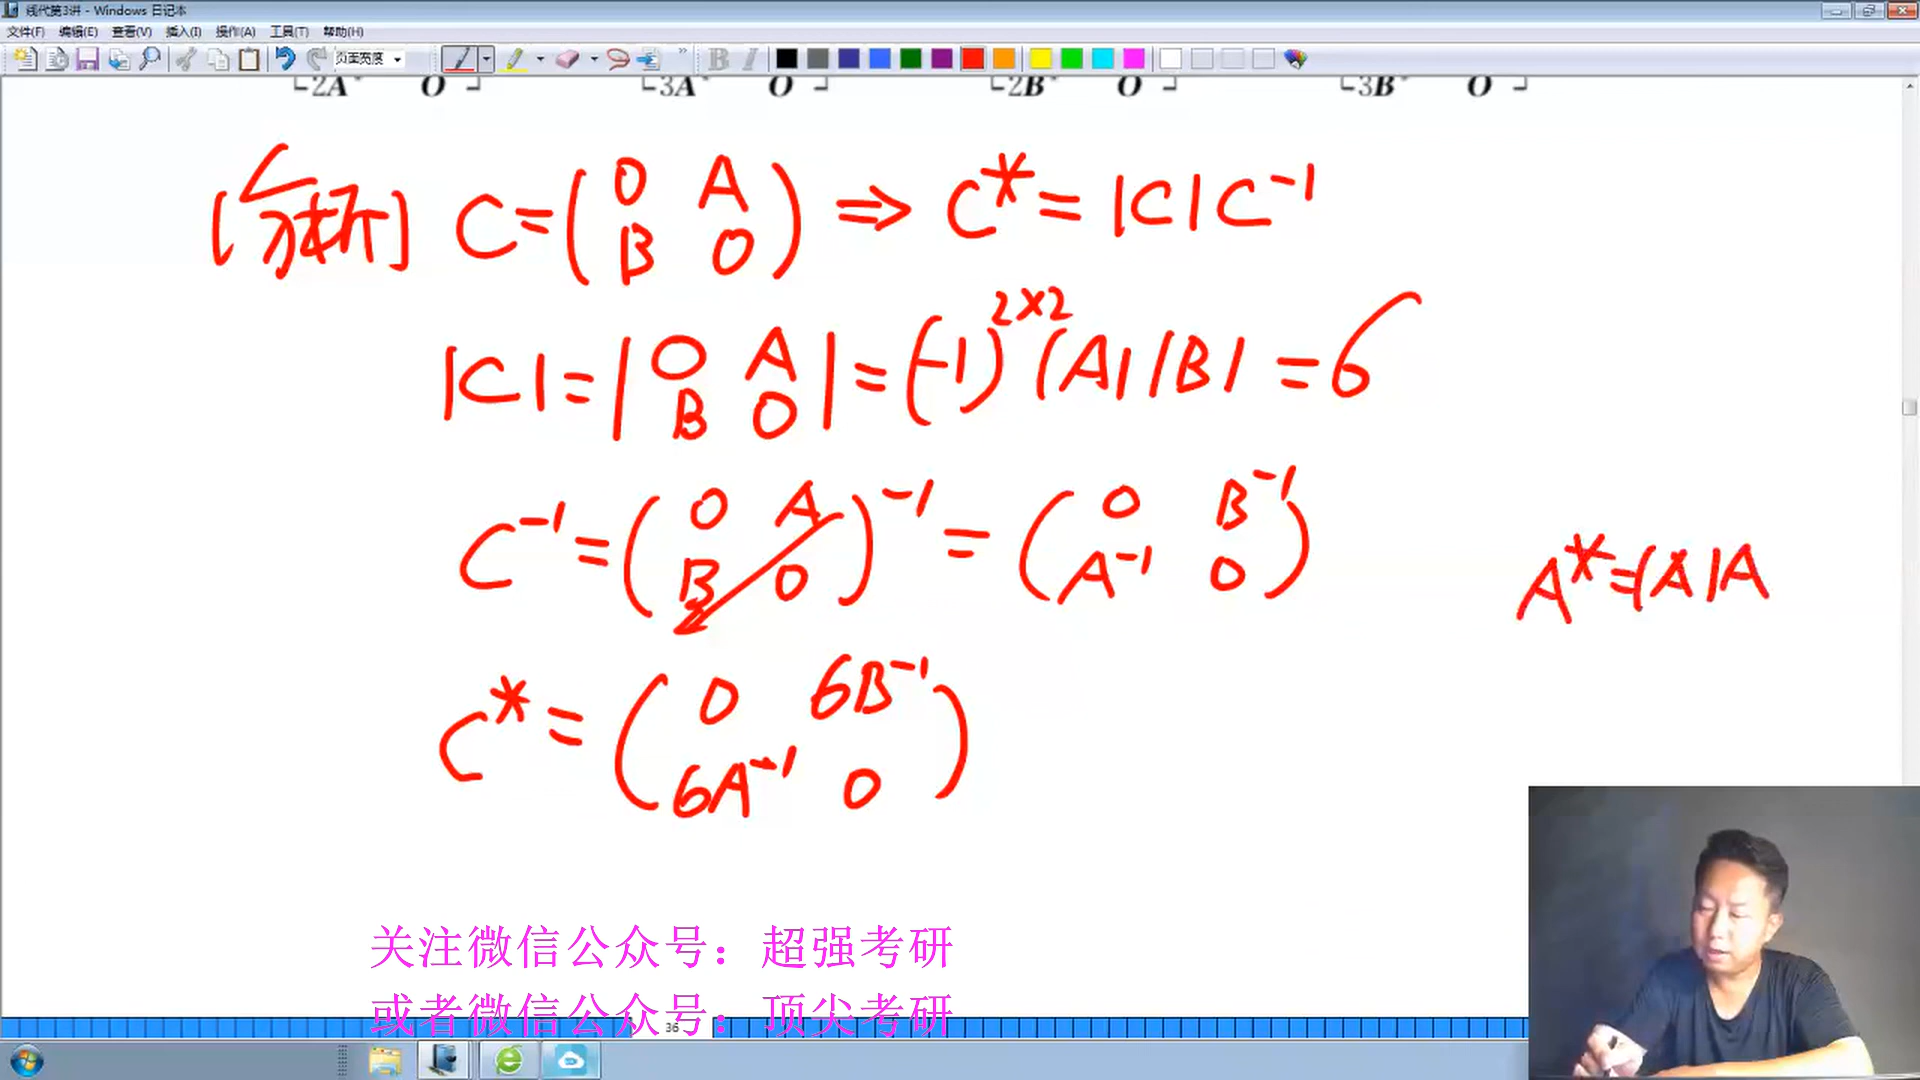 线代第3讲 - Windows 日记本
文件(F) 编辑(E) 查看(V) 插入(I) 操作(A) 工具(T) 帮助(H)
页面宽度
B I
-2A* O -3A* O -2B* O -3B* O
[分析] C = (0 A B 0) ⇒ C* = |C| C⁻¹
|C| = |0 A B 0| = (-1)²ˣ² |A| |B| = 6
C⁻¹ = (0 A B 0)⁻¹ = (0 B⁻¹ A⁻¹ 0)
A* = |A| A
C* = (0 6B⁻¹ 6A⁻¹ 0)
关注微信公众号：超强考研
或者微信公众号：顶尖考研
36